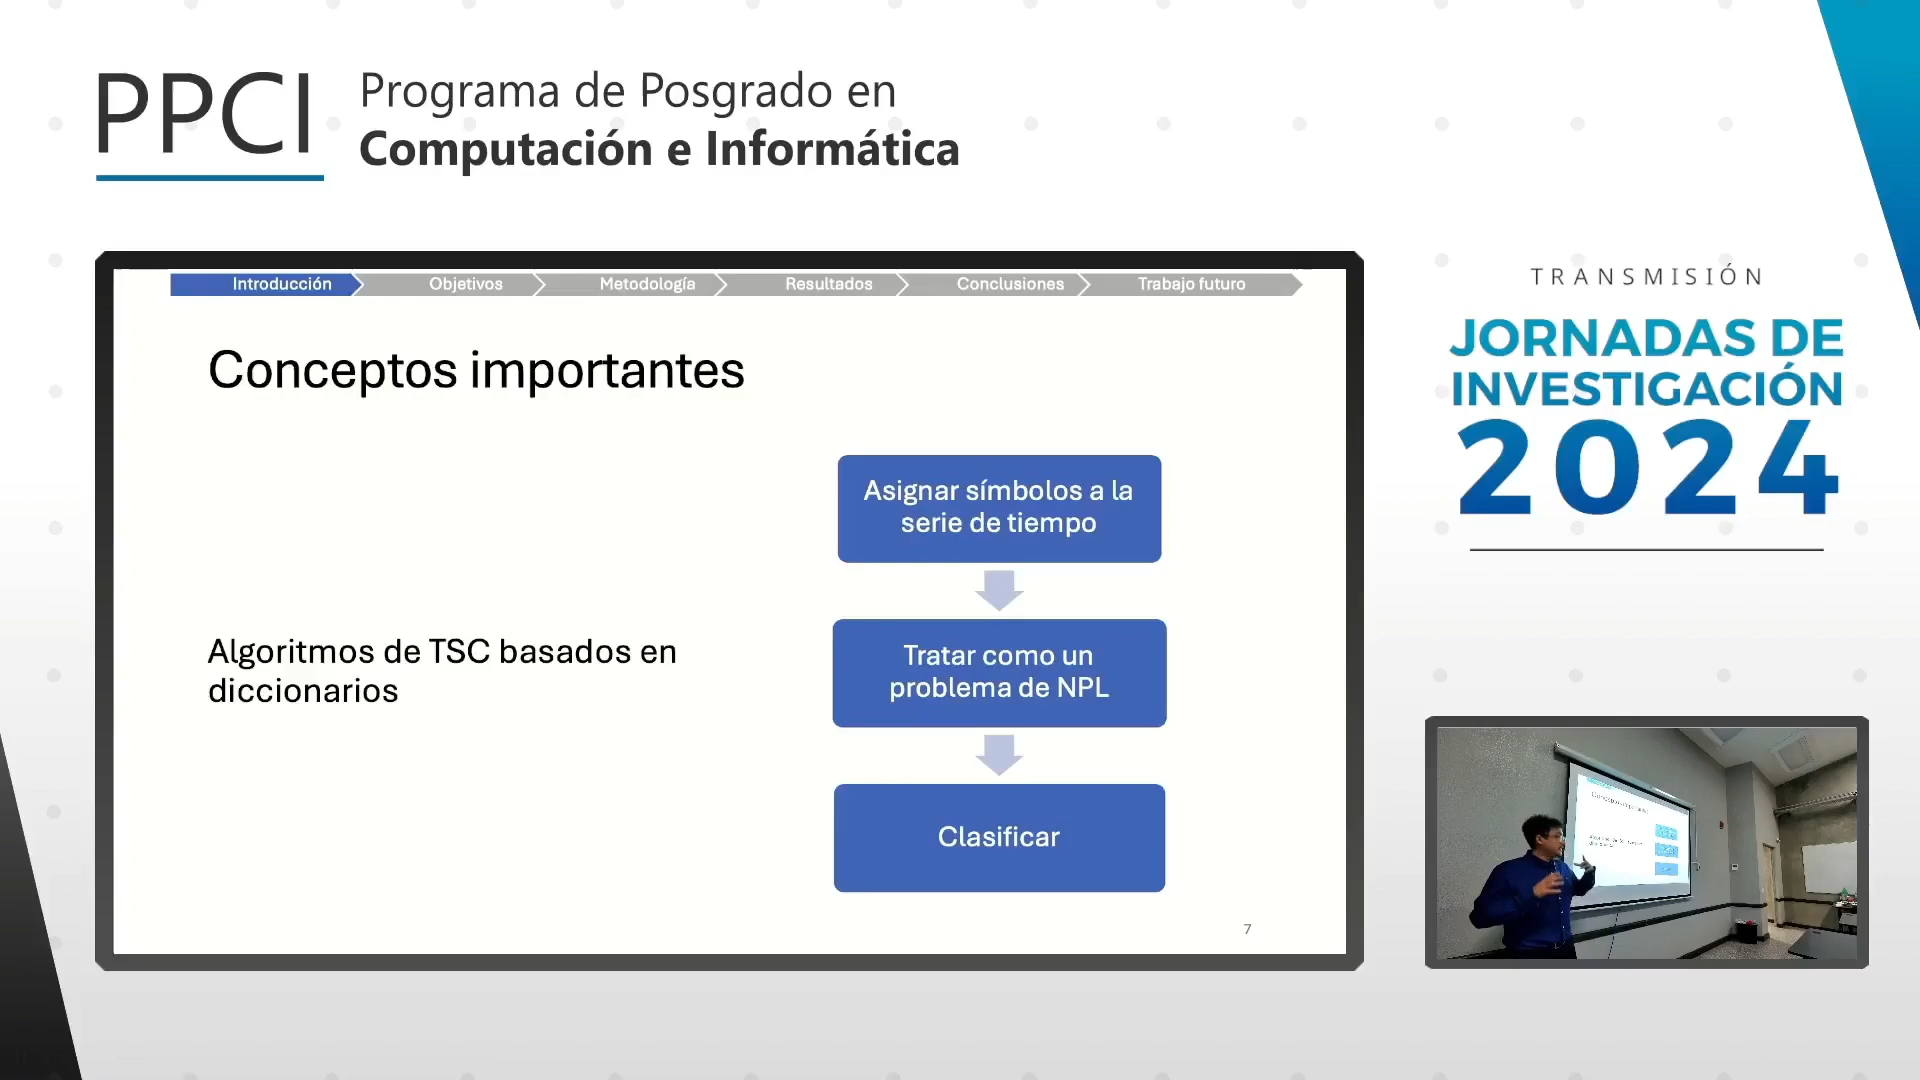 PPCI
Programa de Posgrado en
Computación e Informática
Introducción
Objetivos
Metodología
Resultados
Conclusiones
Trabajo futuro
Conceptos importantes
Algoritmos de TSC basados en
diccionarios
Asignar símbolos a la
serie de tiempo
Tratar como un
problema de NPL
Clasificar
7
TRANSMISIÓN
JORNADAS DE
INVESTIGACIÓN
2024